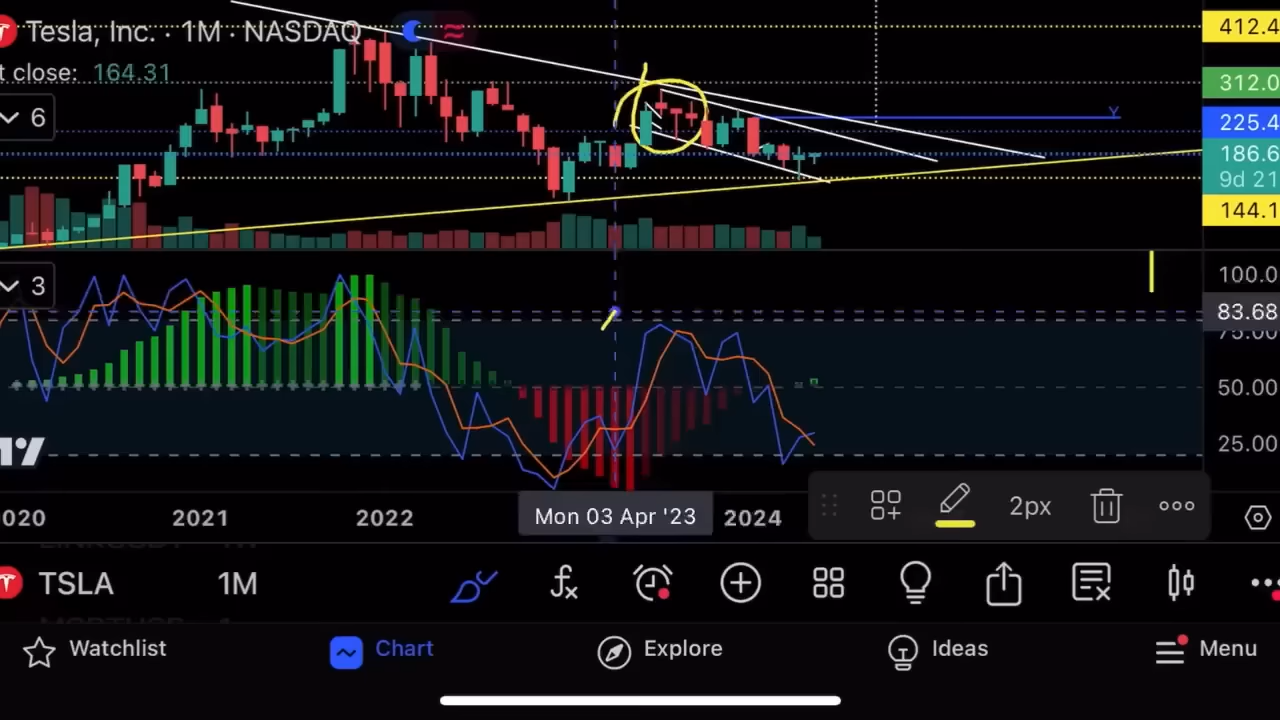 Tesla, Inc. · 1M · NASDAQ
t close: 164.31
6
412.4
312.0
225.4
186.6
9d 21
144.1
Y
3
100.0
83.68
75.00
50.00
25.00
020
2021
2022
Mon 03 Apr '23
2024
2px
TSLA
1M
Watchlist
Chart
Explore
Ideas
Menu